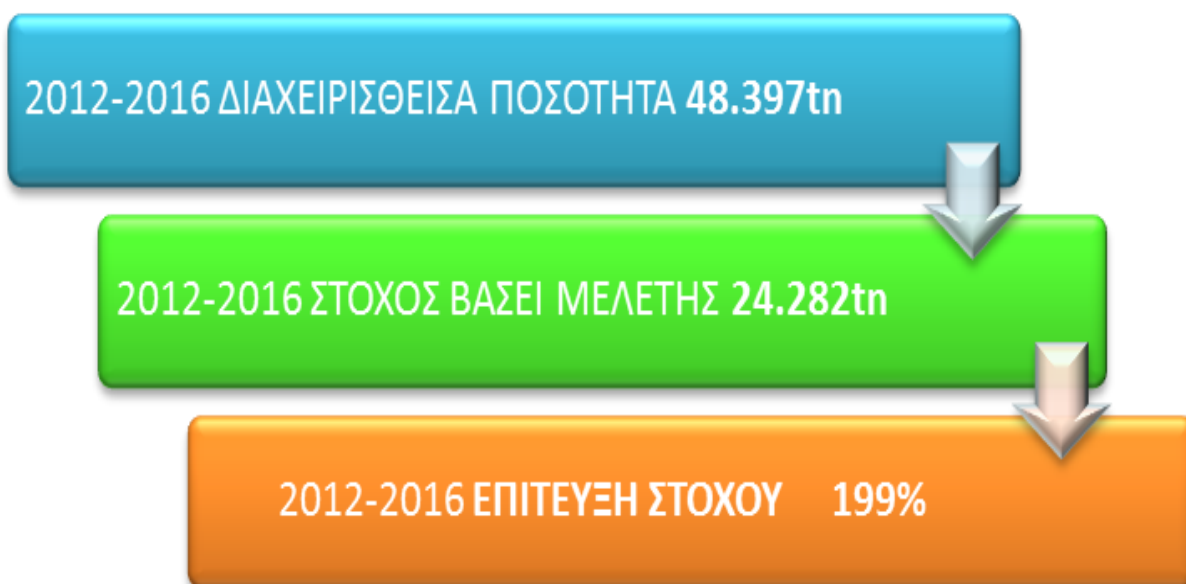 2012-2016 ΔΙΑΧΕΙΡΙΣΘΕΙΣΑ ΠΟΣΟΤΗΤΑ 48.397tn
2012-2016 ΣΤΟΧΟΣ ΒΑΣΕΙ ΜΕΛΕΤΗΣ 24.282tn
2012-2016 ΕΠΙΤΕΥΞΗ ΣΤΟΧΟΥ 199%